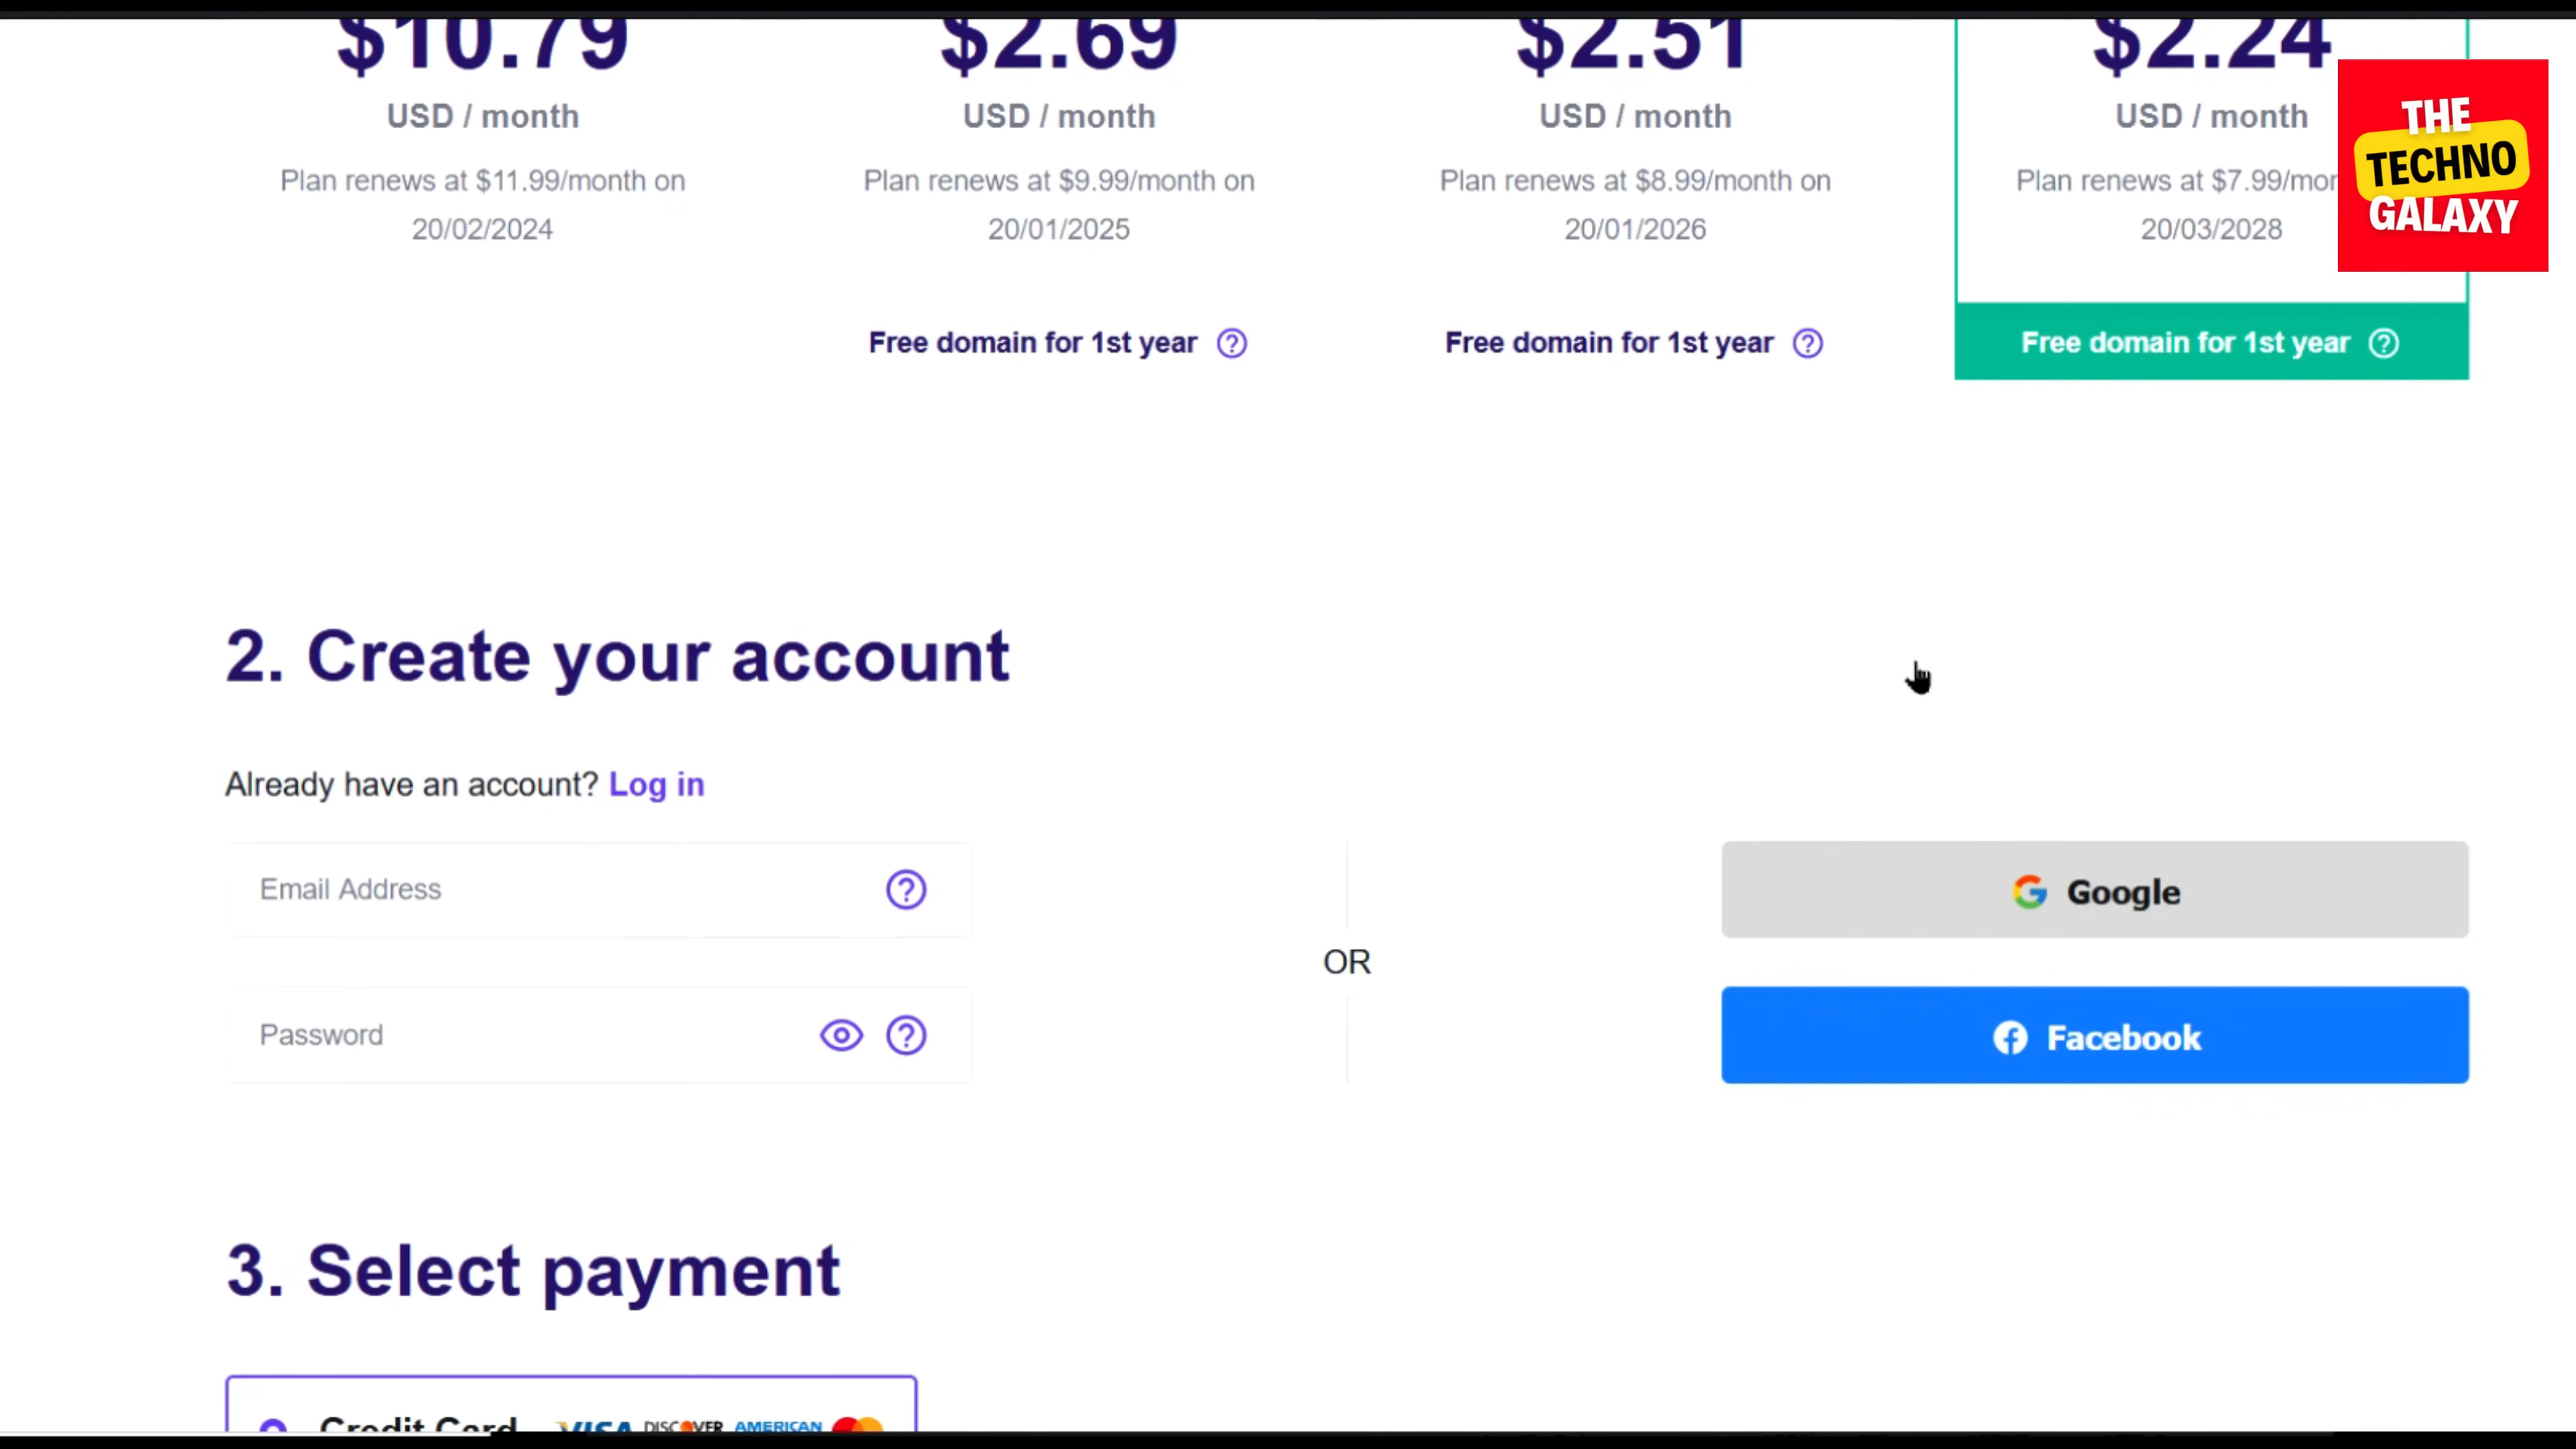 $10.79
$2.69
$2.51
$2.24
USD / month
USD / month
USD / month
USD / month
Plan renews at $11.99/month on
20/02/2024
Plan renews at $9.99/month on
20/01/2025
Plan renews at $8.99/month on
20/01/2026
Plan renews at $7.99/mon
20/03/2028
THE
TECHNO
GALAXY
Free domain for 1st year
Free domain for 1st year
Free domain for 1st year
2. Create your account
Already have an account? Log in
Email Address
Password
OR
Google
Facebook
3. Select payment
Credit Card VISA DISCOVER AMERICAN